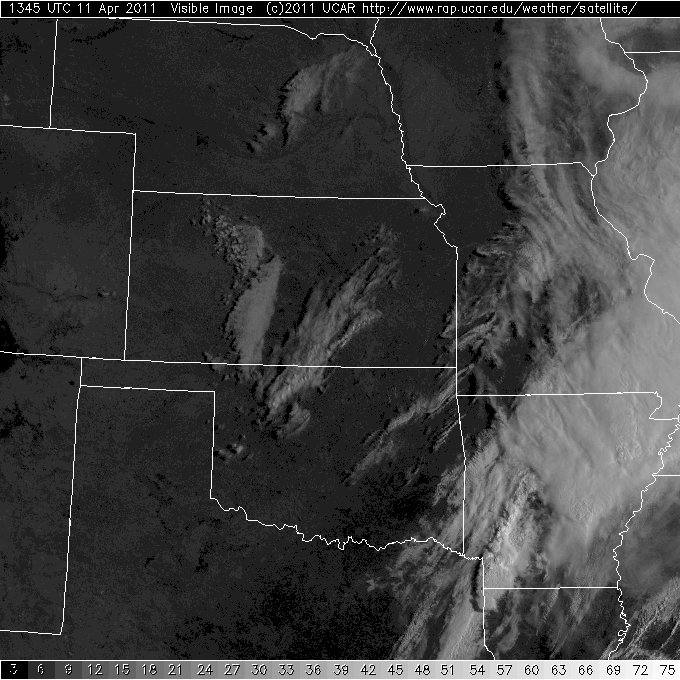 1345 UTC 11 Apr 2011 Visible Image (c)2011 UCAR http://www.rap.ucar.edu/weather/satellite/
3 6 9 12 15 18 21 24 27 30 33 36 39 42 45 48 51 54 57 60 63 66 69 72 75